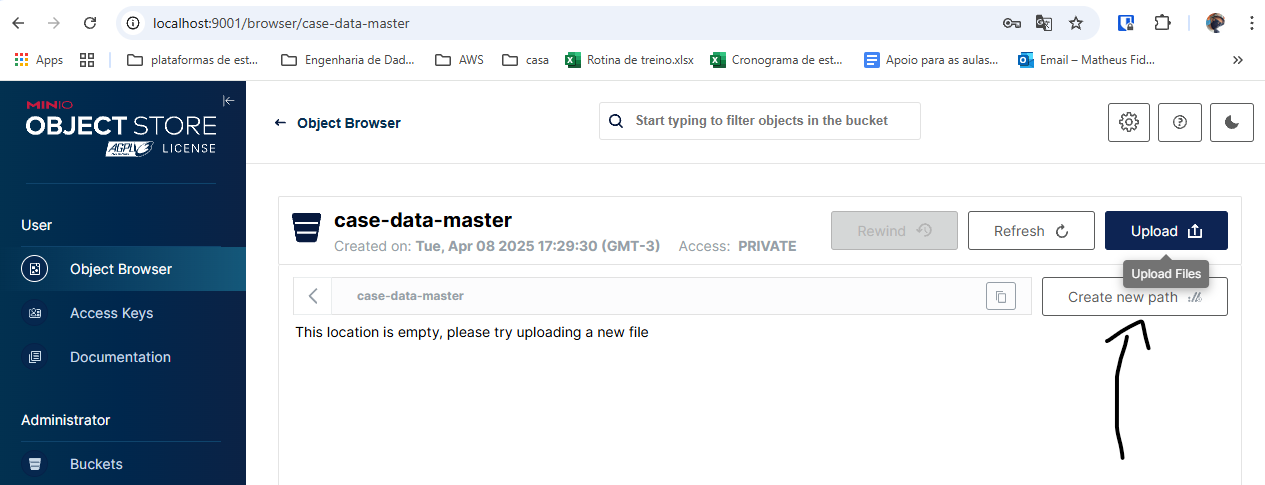 localhost:9001/browser/case-data-master
Apps
plataformas de est...
Engenharia de Dad...
AWS
casa
Rotina de treino.xlsx
Cronograma de est...
Apoio para as aulas...
Email – Matheus Fid...
MINIO
OBJECT STORE
AGPLv3 LICENSE
Object Browser
Start typing to filter objects in the bucket
User
Object Browser
Access Keys
Documentation
Administrator
Buckets
case-data-master
Created on: Tue, Apr 08 2025 17:29:30 (GMT-3) Access: PRIVATE
Rewind
Refresh
Upload
Upload Files
case-data-master
Create new path
This location is empty, please try uploading a new file